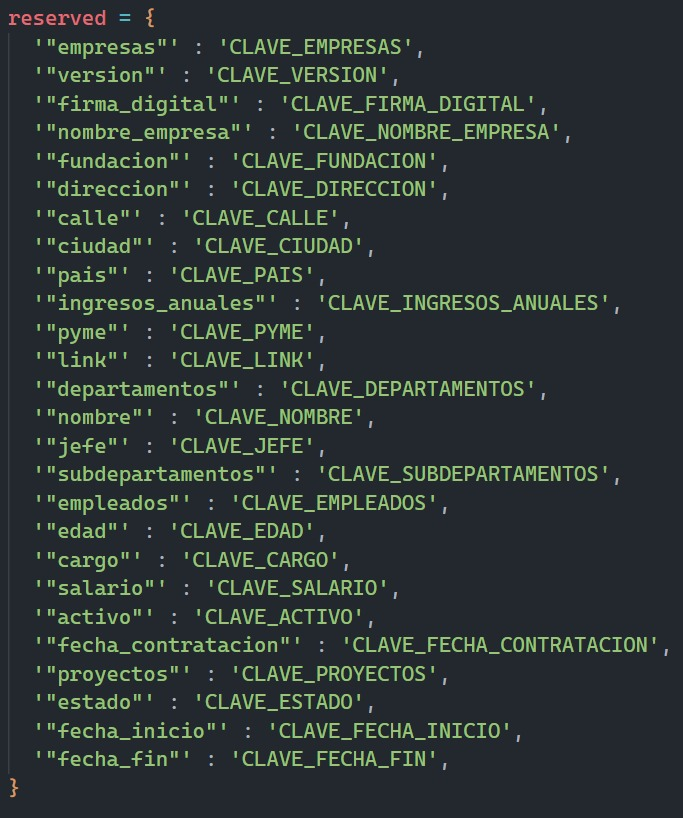 reserved = {
'"empresas"' : 'CLAVE_EMPRESAS',
'"version"' : 'CLAVE_VERSION',
'"firma_digital"' : 'CLAVE_FIRMA_DIGITAL',
'"nombre_empresa"' : 'CLAVE_NOMBRE_EMPRESA',
'"fundacion"' : 'CLAVE_FUNDACION',
'"direccion"' : 'CLAVE_DIRECCION',
'"calle"' : 'CLAVE_CALLE',
'"ciudad"' : 'CLAVE_CIUDAD',
'"pais"' : 'CLAVE_PAIS',
'"ingresos_anuales"' : 'CLAVE_INGRESOS_ANUALES',
'"pyme"' : 'CLAVE_PYME',
'"link"' : 'CLAVE_LINK',
'"departamentos"' : 'CLAVE_DEPARTAMENTOS',
'"nombre"' : 'CLAVE_NOMBRE',
'"jefe"' : 'CLAVE_JEFE',
'"subdepartamentos"' : 'CLAVE_SUBDEPARTAMENTOS',
'"empleados"' : 'CLAVE_EMPLEADOS',
'"edad"' : 'CLAVE_EDAD',
'"cargo"' : 'CLAVE_CARGO',
'"salario"' : 'CLAVE_SALARIO',
'"activo"' : 'CLAVE_ACTIVO',
'"fecha_contratacion"' : 'CLAVE_FECHA_CONTRATACION',
'"proyectos"' : 'CLAVE_PROYECTOS',
'"estado"' : 'CLAVE_ESTADO',
'"fecha_inicio"' : 'CLAVE_FECHA_INICIO',
'"fecha_fin"' : 'CLAVE_FECHA_FIN',
}